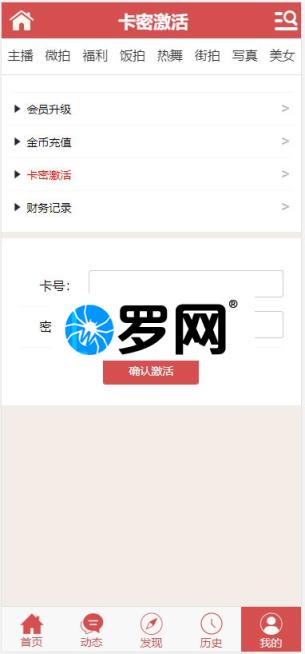 卡密激活
主播 微拍 福利 饭拍 热舞 街拍 写真 美女
会员升级 >
金币充值 >
卡密激活 >
财务记录 >
卡号：
密
罗网®
确认激活
首页 动态 发现 历史 我的